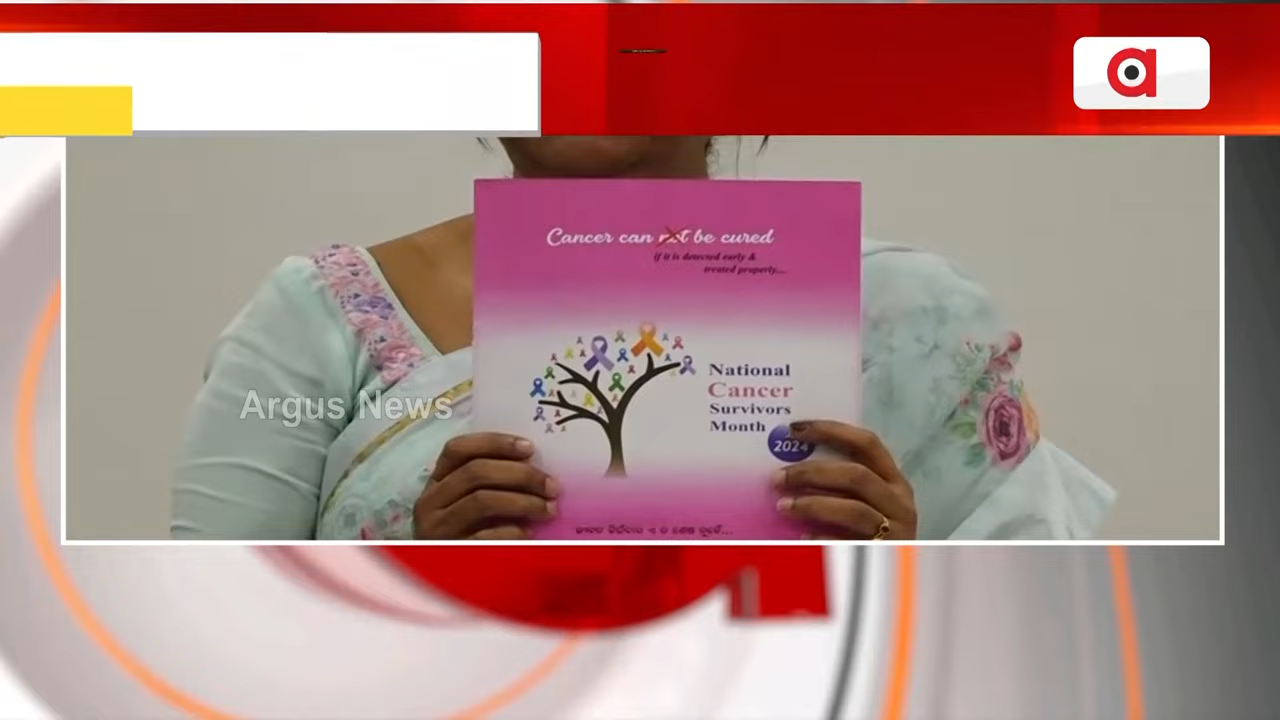 Cancer can not be cured
if it is detected early &
treated properly....
National
Cancer
Survivors
Month
2024
Argus News